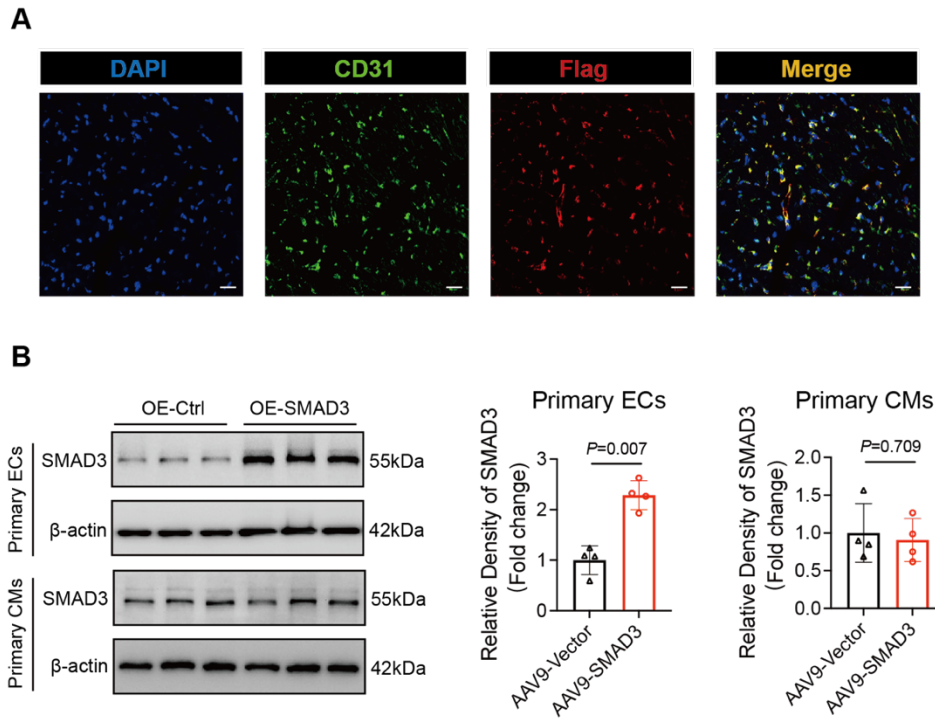 A
DAPI CD31 Flag Merge
B
OE-Ctrl OE-SMAD3
Primary ECs
SMAD3 55kDa
β-actin 42kDa
Primary CMs
SMAD3 55kDa
β-actin 42kDa
Primary ECs
Relative Density of SMAD3
(Fold change)
P=0.007
3
2
1
0
AAV9-Vector
AAV9-SMAD3
Primary CMs
Relative Density of SMAD3
(Fold change)
P=0.709
2.0
1.5
1.0
0.5
0.0
AAV9-Vector
AAV9-SMAD3